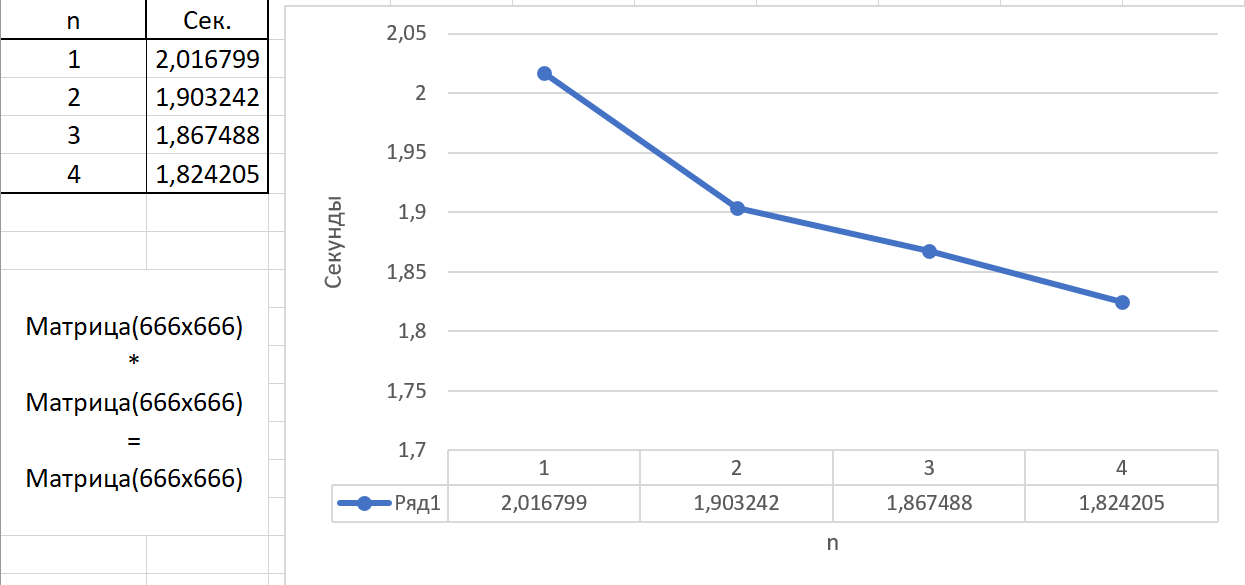 n Сек.
1 2,016799
2 1,903242
3 1,867488
4 1,824205
Матрица(666x666)
*
Матрица(666x666)
=
Матрица(666x666)
Секунды
2,05
2
1,95
1,9
1,85
1,8
1,75
1,7
1 2 3 4
Ряд1 2,016799 1,903242 1,867488 1,824205
n